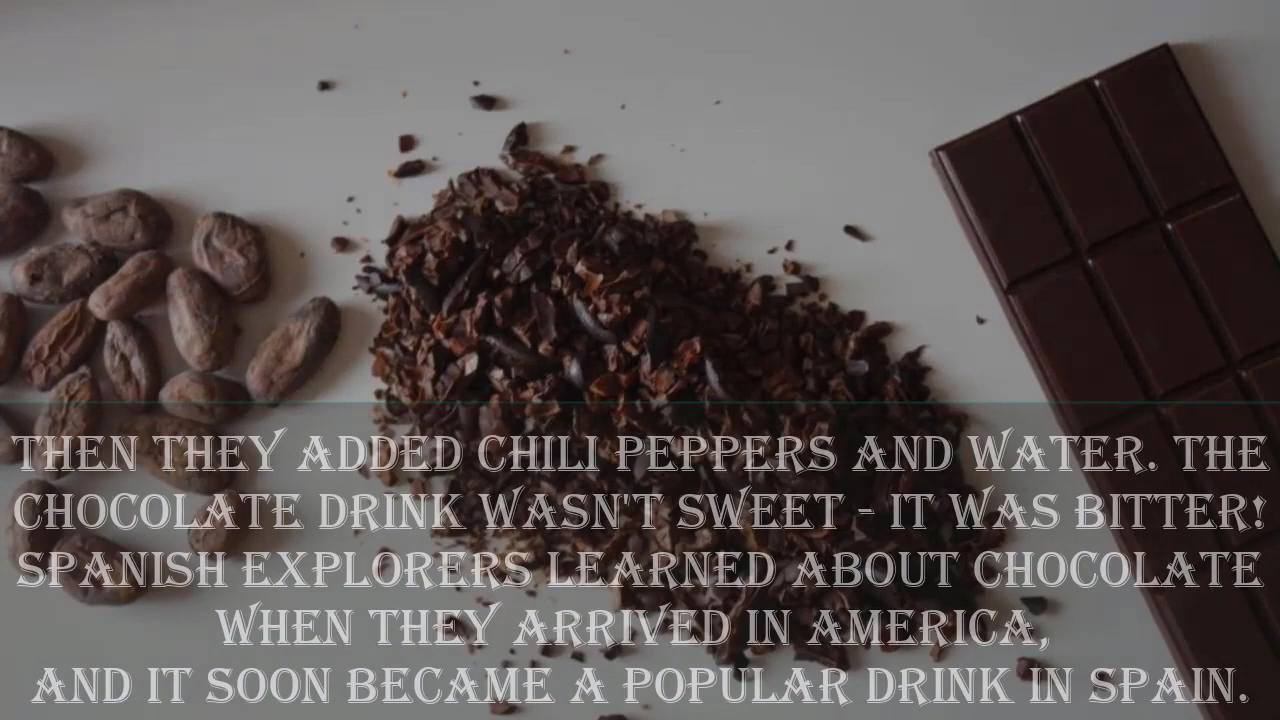 THEN THEY ADDED CHILI PEPPERS AND WATER. THE
CHOCOLATE DRINK WASN'T SWEET - IT WAS BITTER!
SPANISH EXPLORERS LEARNED ABOUT CHOCOLATE
WHEN THEY ARRIVED IN AMERICA,
AND IT SOON BECAME A POPULAR DRINK IN SPAIN.